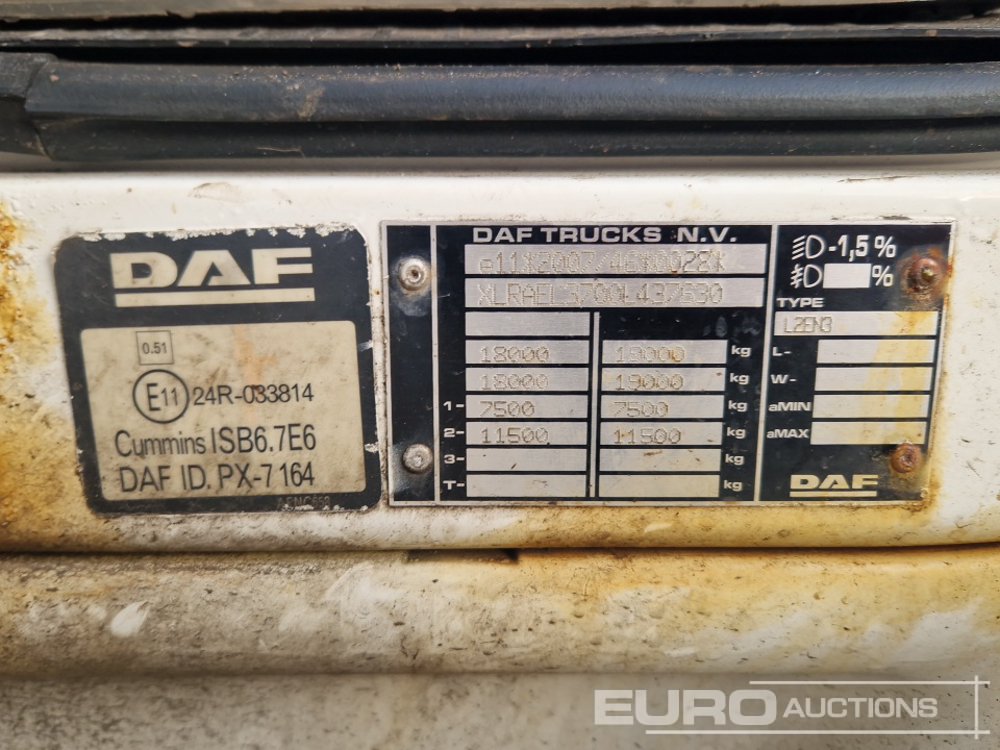 DAF
0.51
E11 24R-033814
Cummins ISB6.7E6
DAF ID. PX-7 164
DAF TRUCKS N.V.
-1,5 %
%
TYPE
L2EN3
18000 18000 kg L-
18000 18000 kg W-
1- 7500 7500 kg aMIN
2- 11500 11500 kg aMAX
3- kg
T- kg
DAF
EURO AUCTIONS